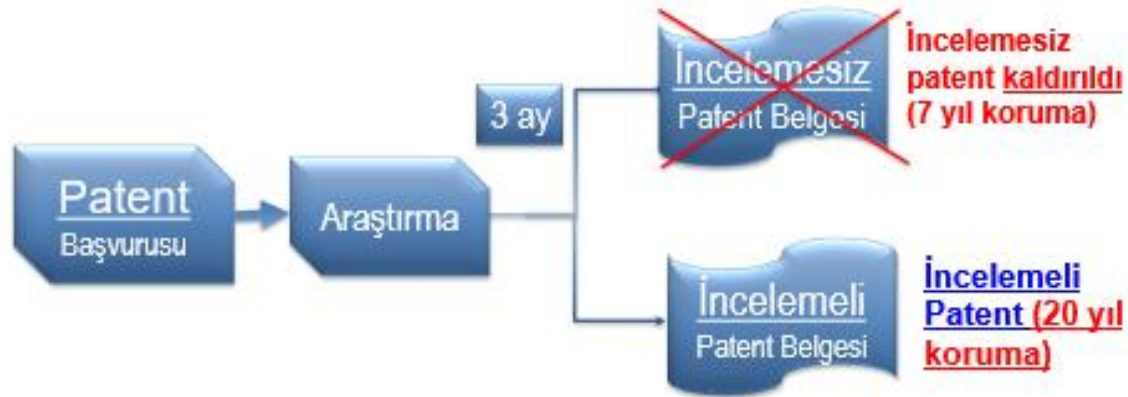 Patent
Başvurusu
Araştırma
3 ay
İncelemesiz
Patent Belgesi
İncelemesiz
patent kaldırıldı
(7 yıl koruma)
İncelemeli
Patent Belgesi
İncelemeli
Patent (20 yıl
koruma)